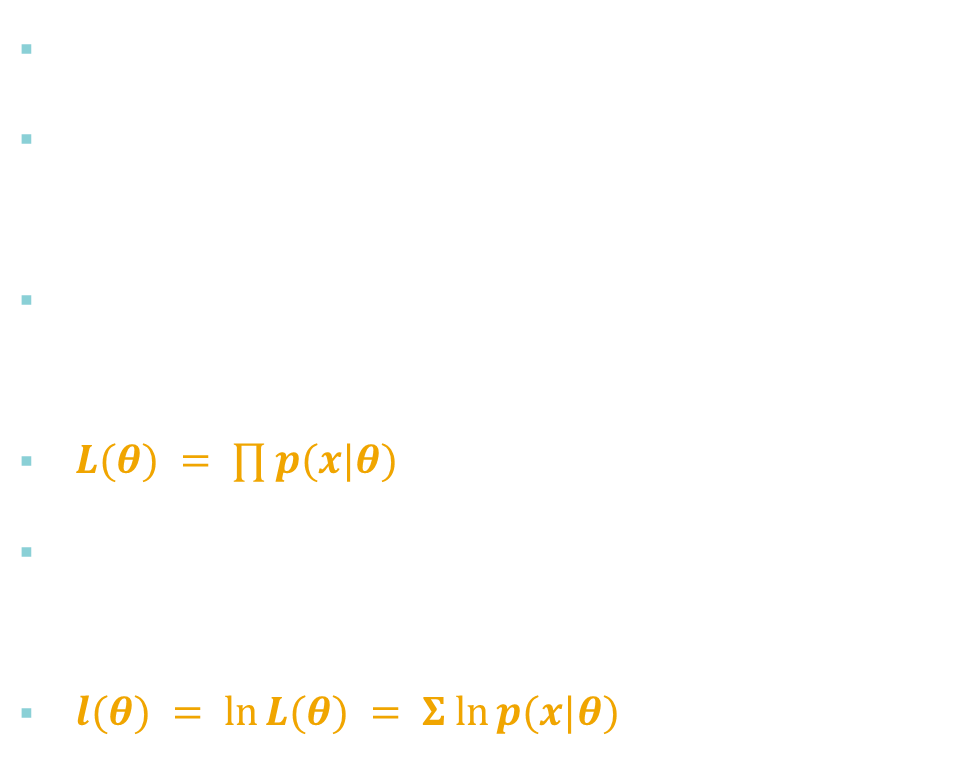 ▪
▪
▪
▪ L(θ) = ∏ p(x|θ)
▪
▪ l(θ) = ln L(θ) = Σ ln p(x|θ)